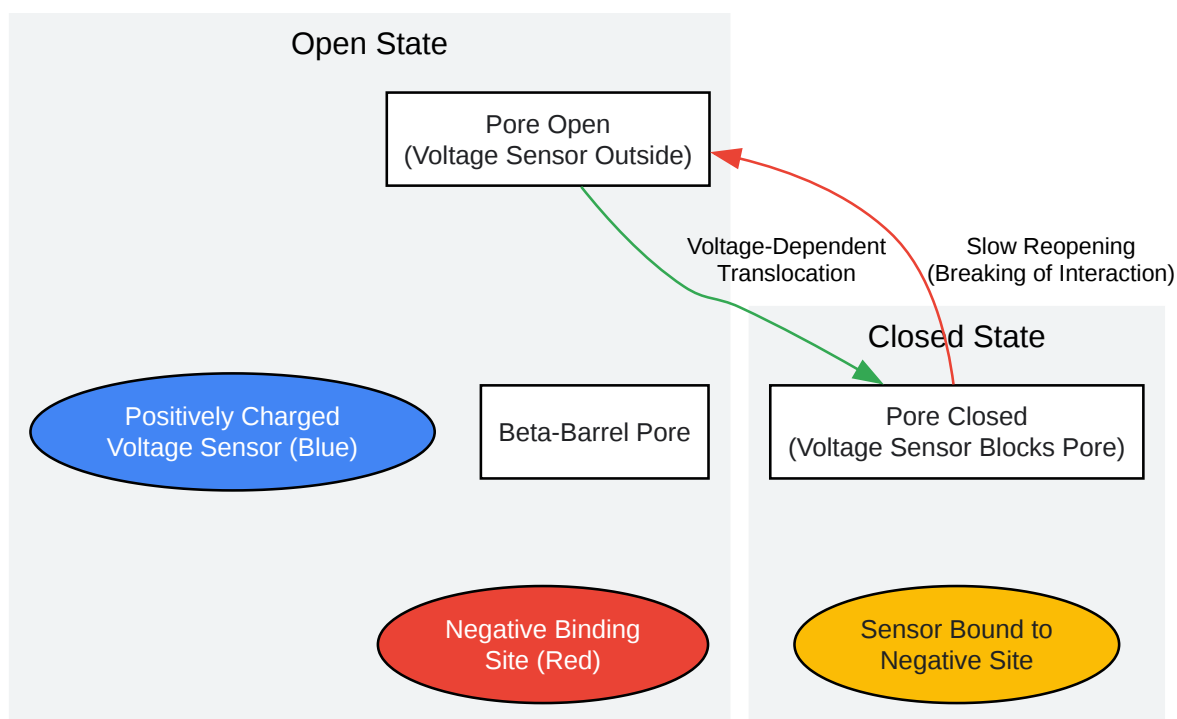 Open State
Pore Open
(Voltage Sensor Outside)
Voltage-Dependent
Translocation
Slow Reopening
(Breaking of Interaction)
Closed State
Positively Charged
Voltage Sensor (Blue)
Beta-Barrel Pore
Pore Closed
(Voltage Sensor Blocks Pore)
Negative Binding
Site (Red)
Sensor Bound to
Negative Site